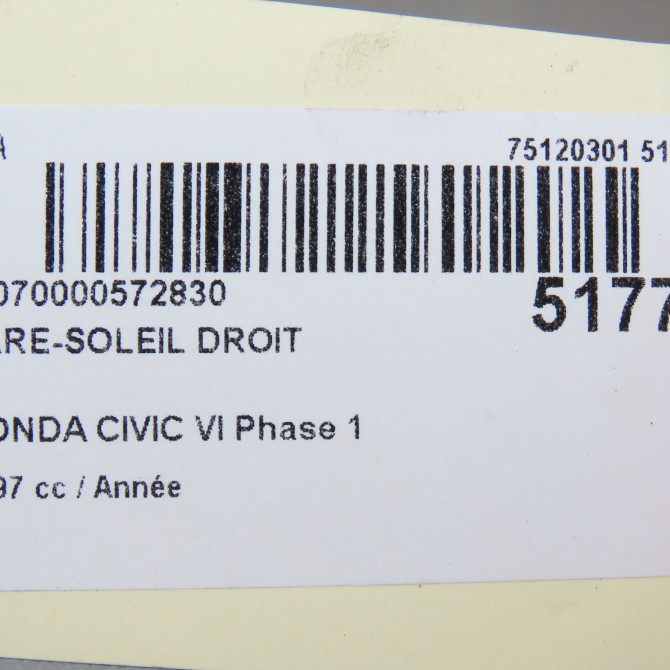 A 75120301 51
070000572830 5177
ARE-SOLEIL DROIT
ONDA CIVIC VI Phase 1
97 cc / Année